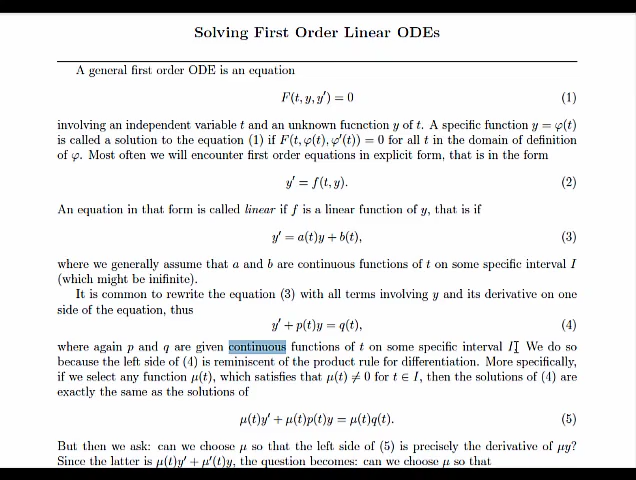 Solving First Order Linear ODEs
A general first order ODE is an equation
F(t, y, y′) = 0 (1)
involving an independent variable t and an unknown fucnction y of t. A specific function y = φ(t)
is called a solution to the equation (1) if F(t, φ(t), φ′(t)) = 0 for all t in the domain of definition
of φ. Most often we will encounter first order equations in explicit form, that is in the form
y′ = f(t, y). (2)
An equation in that form is called linear if f is a linear function of y, that is if
y′ = a(t)y + b(t), (3)
where we generally assume that a and b are continuous functions of t on some specific interval I
(which might be inifinite).
It is common to rewrite the equation (3) with all terms involving y and its derivative on one
side of the equation, thus
y′ + p(t)y = q(t), (4)
where again p and q are given continuous functions of t on some specific interval I. We do so
because the left side of (4) is reminiscent of the product rule for differentiation. More specifically,
if we select any function μ(t), which satisfies that μ(t) ≠ 0 for t ∈ I, then the solutions of (4) are
exactly the same as the solutions of
μ(t)y′ + μ(t)p(t)y = μ(t)q(t). (5)
But then we ask: can we choose μ so that the left side of (5) is precisely the derivative of μy?
Since the latter is μ(t)y′ + μ′(t)y, the question becomes: can we choose μ so that